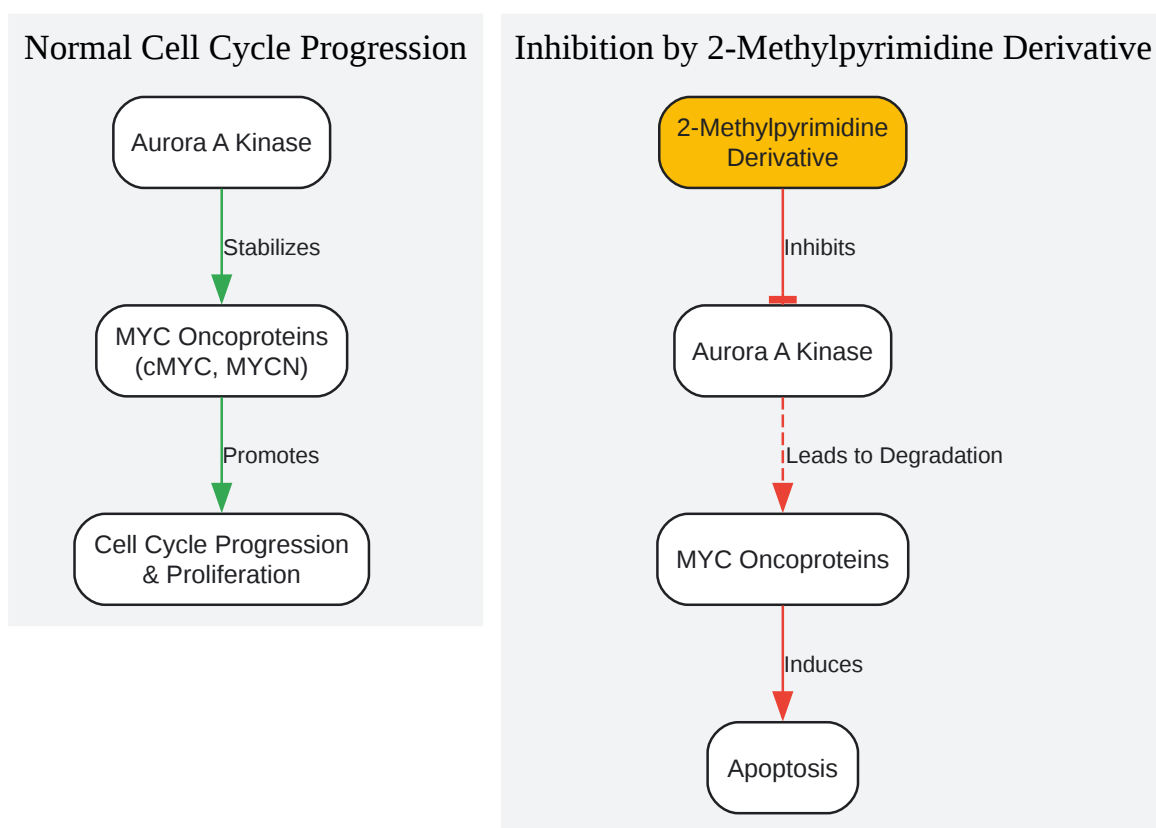 Normal Cell Cycle Progression
Aurora A Kinase
Stabilizes
MYC Oncoproteins
(cMYC, MYCN)
Promotes
Cell Cycle Progression
& Proliferation
Inhibition by 2-Methylpyrimidine Derivative
2-Methylpyrimidine
Derivative
Inhibits
Aurora A Kinase
Leads to Degradation
MYC Oncoproteins
Induces
Apoptosis